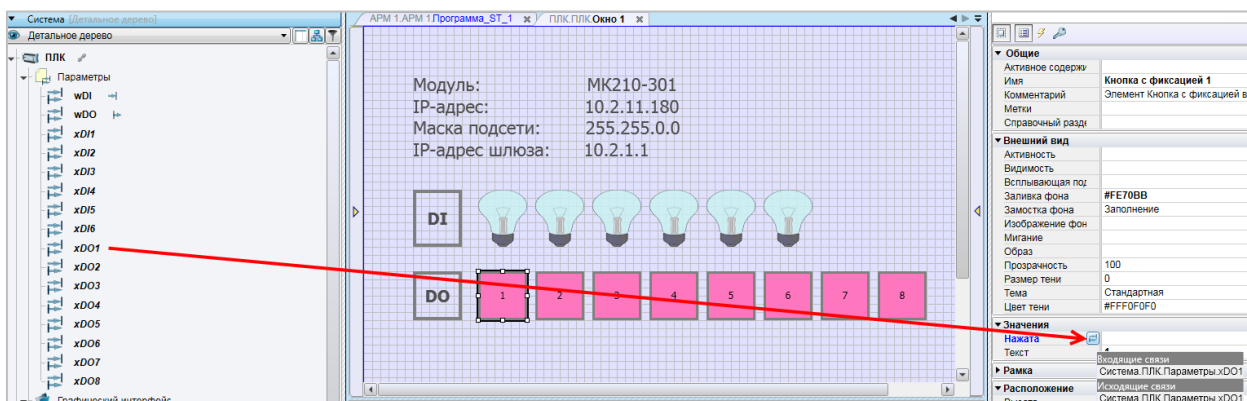 Система [Детальное дерево]
Детальное дерево
ПЛК
Параметры
wDI
wDO
xDI1
xDI2
xDI3
xDI4
xDI5
xDI6
xDO1
xDO2
xDO3
xDO4
xDO5
xDO6
xDO7
xDO8
Графический интерфейс
АРМ 1.АРМ 1.Программа_ST_1
ПЛК.ПЛК.Окно 1
Модуль: МК210-301
IP-адрес: 10.2.11.180
Маска подсети: 255.255.0.0
IP-адрес шлюза: 10.2.1.1
DI
DO 1 2 3 4 5 6 7 8
Общие
Активное содержи
Имя Кнопка с фиксацией 1
Комментарий Элемент Кнопка с фиксацией в
Метки
Справочный разде
Внешний вид
Активность
Видимость
Всплывающая под
Заливка фона #FE70BB
Замостка фона Заполнение
Изображение фон
Мигание
Образ
Прозрачность 100
Размер тени 0
Тема Стандартная
Цвет тени #FFF0F0F0
Значения
Нажата
Текст
Входящие связи
Рамка Система.ПЛК.Параметры.xDO1
Расположение Исходящие связи
Система.ПЛК.Параметры.xDO1